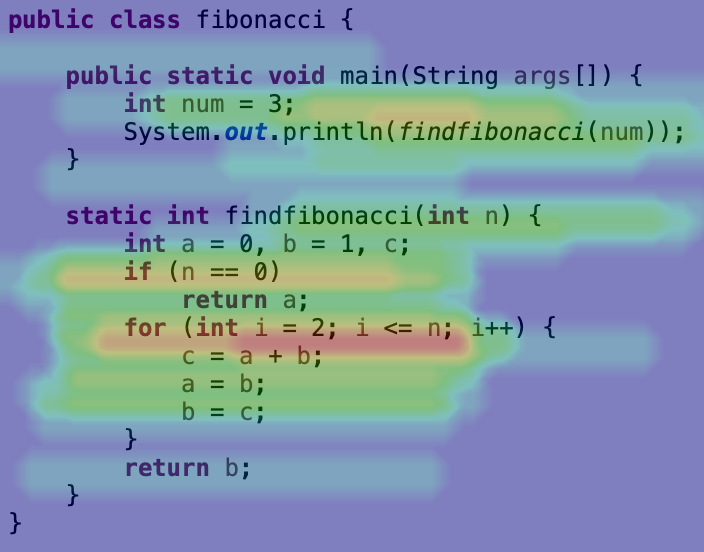 public class fibonacci {
public static void main(String args[]) {
int num = 3;
System.out.println(findfibonacci(num));
}
static int findfibonacci(int n) {
int a = 0, b = 1, c;
if (n == 0)
return a;
for (int i = 2; i <= n; i++) {
c = a + b;
a = b;
b = c;
}
return b;
}
}